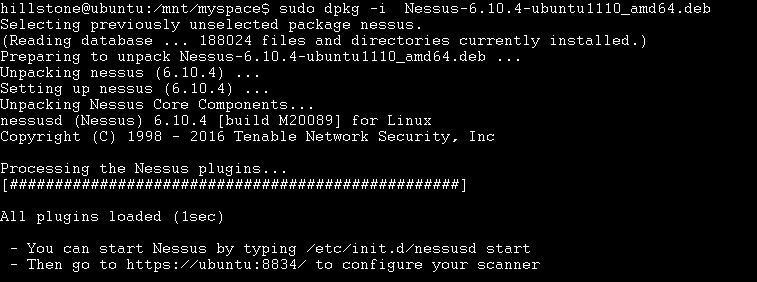 hillstone@ubuntu:/mnt/myspace$ sudo dpkg -i  Nessus-6.10.4-ubuntu1110_amd64.deb
Selecting previously unselected package nessus.
(Reading database ... 188024 files and directories currently installed.)
Preparing to unpack Nessus-6.10.4-ubuntu1110_amd64.deb ...
Unpacking nessus (6.10.4) ...
Setting up nessus (6.10.4) ...
Unpacking Nessus Core Components...
nessusd (Nessus) 6.10.4 [build M20089] for Linux
Copyright (C) 1998 - 2016 Tenable Network Security, Inc
Processing the Nessus plugins...
[##################################################]
All plugins loaded (1sec)
- You can start Nessus by typing /etc/init.d/nessusd start
- Then go to https://ubuntu:8834/ to configure your scanner